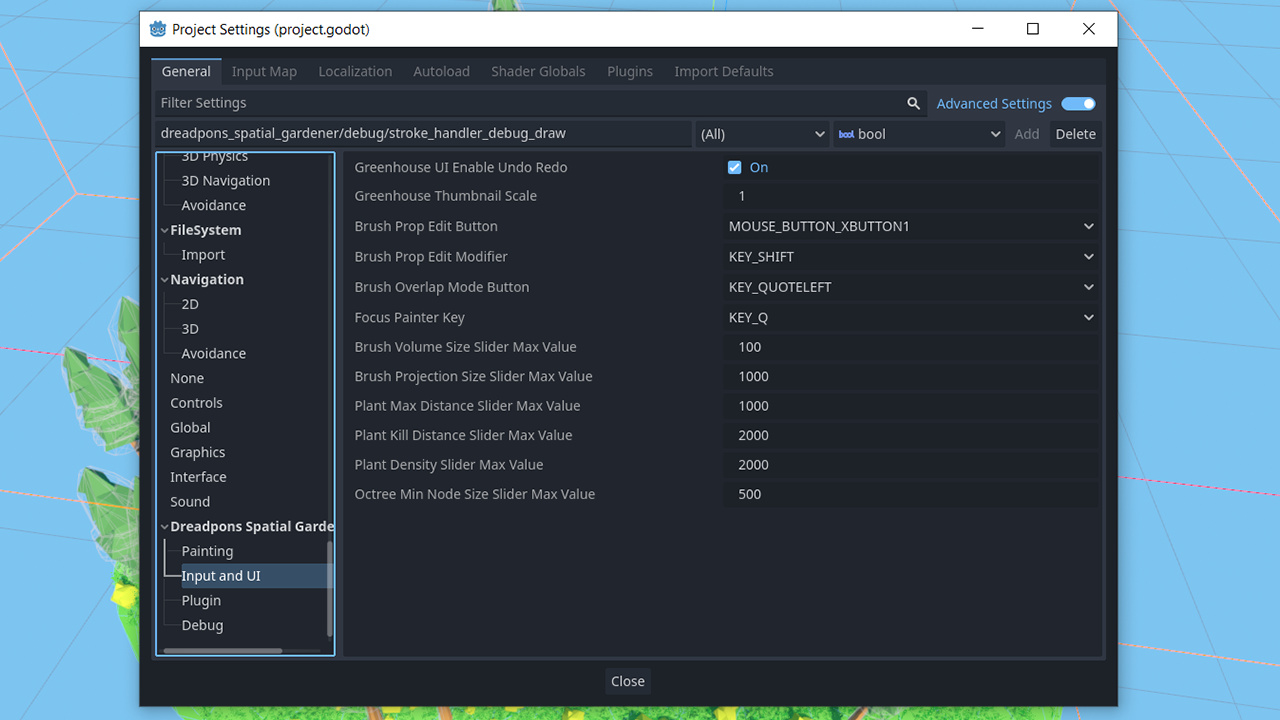 Project Settings (project.godot)
General Input Map Localization Autoload Shader Globals Plugins Import Defaults
Filter Settings Advanced Settings
dreadpons_spatial_gardener/debug/stroke_handler_debug_draw (All) bool bool Add Delete
3D Physics
3D Navigation
Avoidance
FileSystem
Import
Navigation
2D
3D
Avoidance
None
Controls
Global
Graphics
Interface
Sound
Dreadpons Spatial Garde
Painting
Input and UI
Plugin
Debug
Greenhouse UI Enable Undo Redo On
Greenhouse Thumbnail Scale 1
Brush Prop Edit Button MOUSE_BUTTON_XBUTTON1
Brush Prop Edit Modifier KEY_SHIFT
Brush Overlap Mode Button KEY_QUOTELEFT
Focus Painter Key KEY_Q
Brush Volume Size Slider Max Value 100
Brush Projection Size Slider Max Value 1000
Plant Max Distance Slider Max Value 1000
Plant Kill Distance Slider Max Value 2000
Plant Density Slider Max Value 2000
Octree Min Node Size Slider Max Value 500
Close